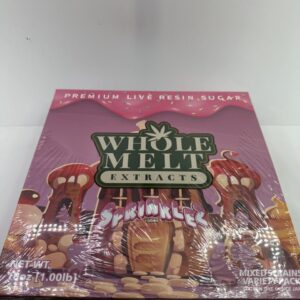 PREMIUM LIVE RESIN SUGAR
WHOLE
MELT
EXTRACTS
SPRINKLEZ
NET WT.
(1.00lb)
MIXED STRAINS
VARIETY PACK